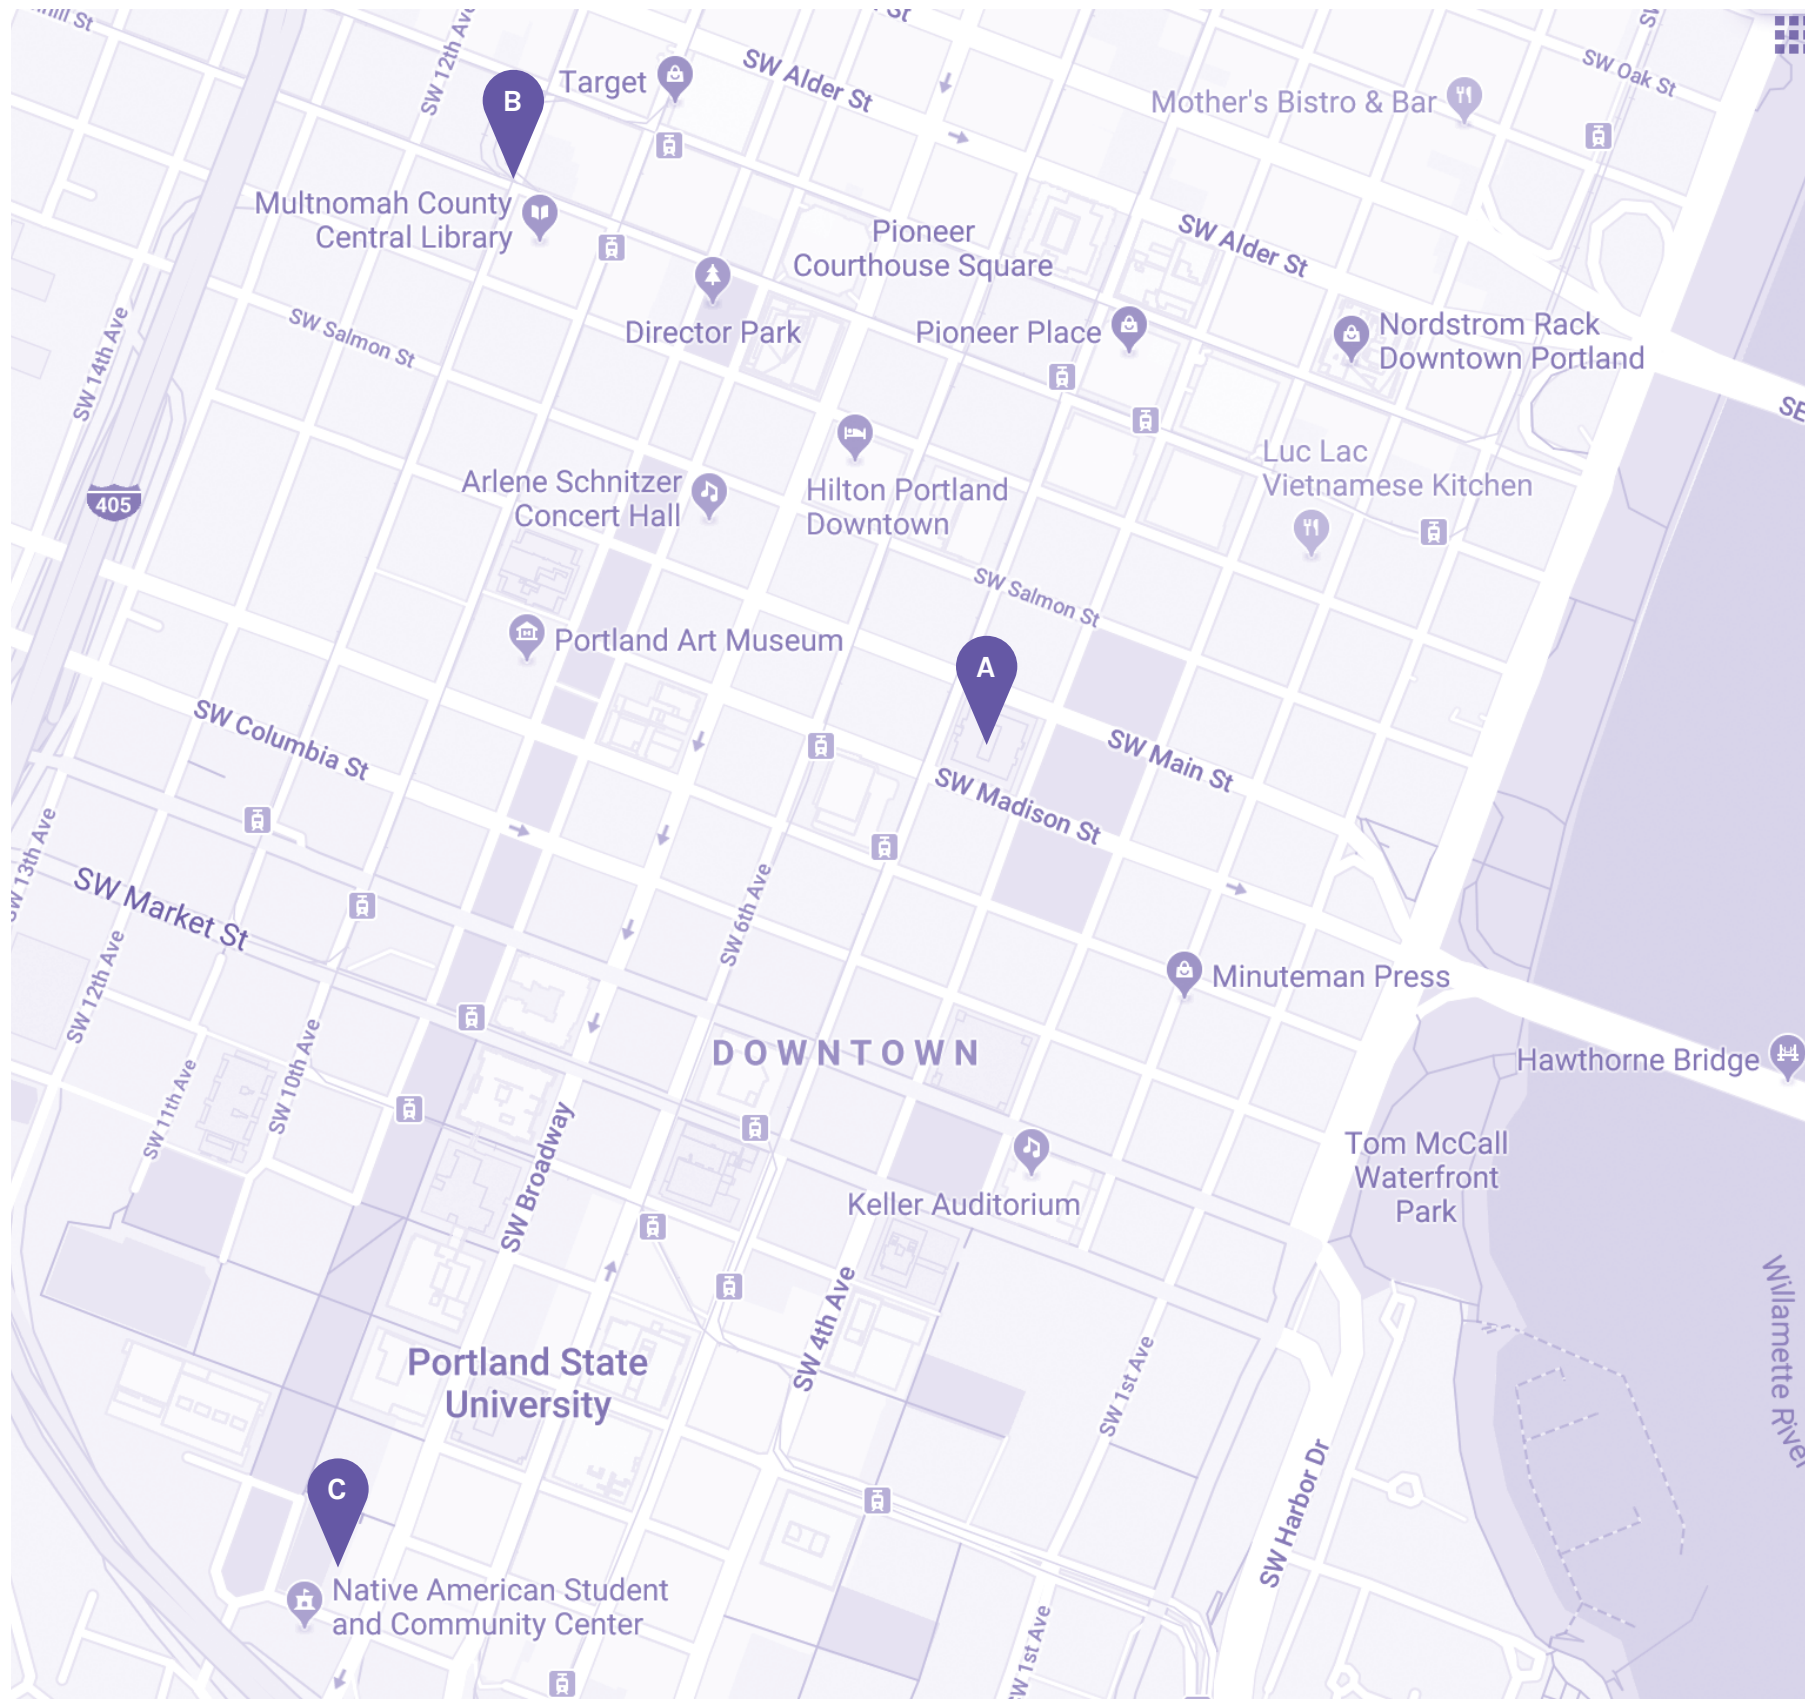 SW 12th Ave
Target
SW Alder St
SW Oak St
Mother's Bistro & Bar
B
Multnomah County
Central Library
Pioneer
Courthouse Square
SW Alder St
SW Salmon St
Director Park
Pioneer Place
Nordstrom Rack
Downtown Portland
SW 14th Ave
SE
405
Arlene Schnitzer
Concert Hall
Hilton Portland
Downtown
Luc Lac
Vietnamese Kitchen
SW Salmon St
Portland Art Museum
A
SW Columbia St
SW Main St
SW Madison St
SW 13th Ave
SW Market St
SW 6th Ave
SW 12th Ave
Minuteman Press
DOWNTOWN
Hawthorne Bridge
SW 10th Ave
SW 11th Ave
SW Broadway
Keller Auditorium
Tom McCall
Waterfront
Park
SW 4th Ave
Willamette River
Portland State
University
SW 1st Ave
SW Harbor Dr
C
Native American Student
and Community Center
SW 1st Ave